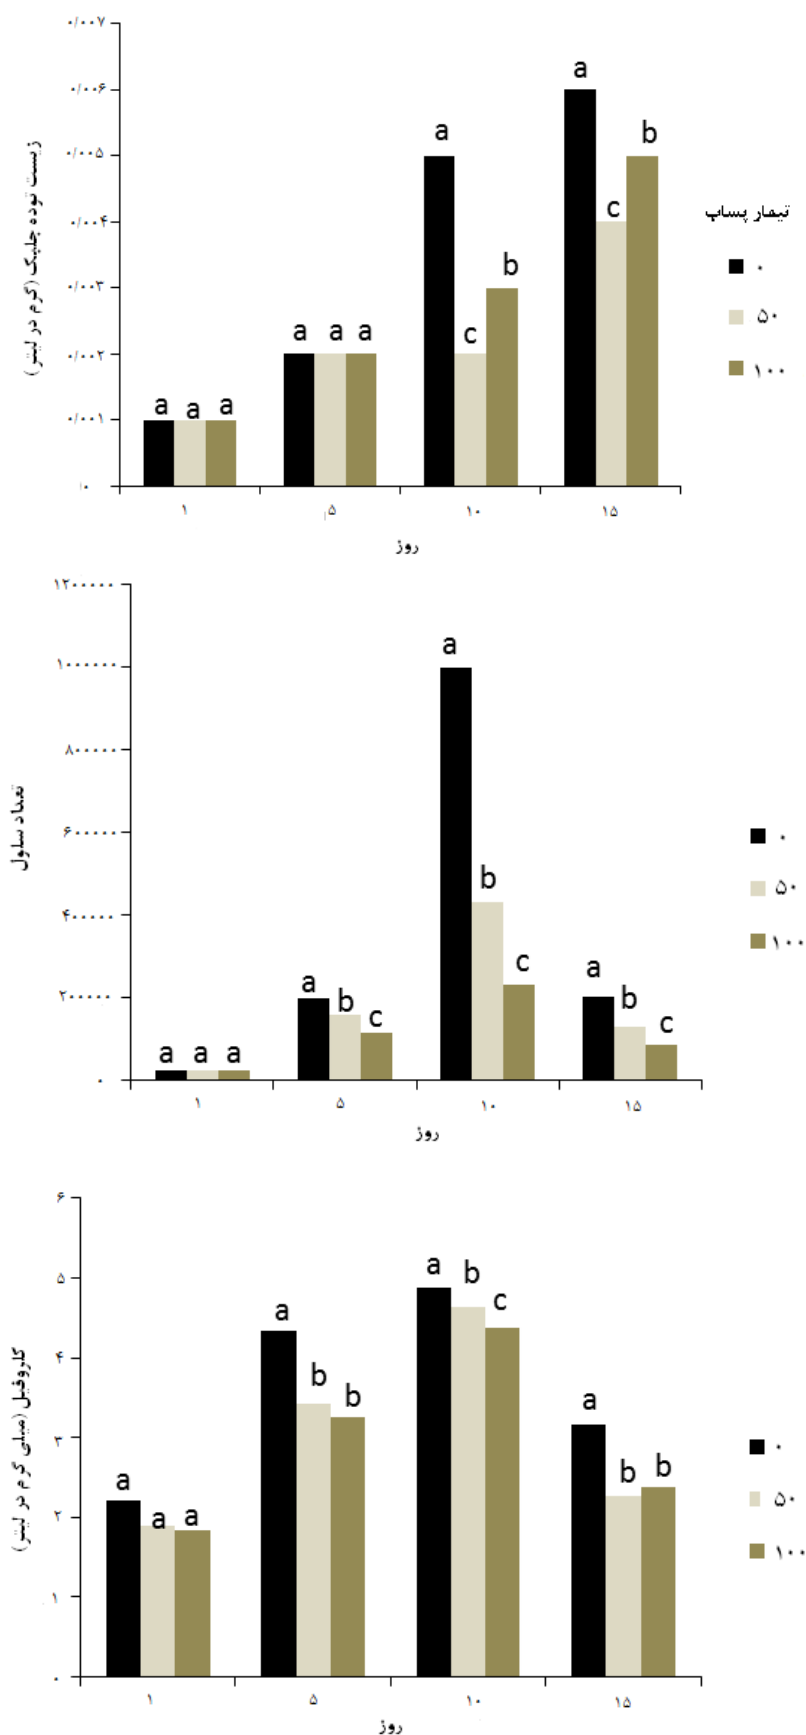 ۰/۰۰۷
۰/۰۰۶
۰/۰۰۵
۰/۰۰۴
۰/۰۰۳
۰/۰۰۲
۰/۰۰۱
۰
زیست توده جلبک (گرم در لیتر)
a a a
a a a
a c b
a c b
۱ ۵ ۱۰ ۱۵
روز
تیمار پساب
۰
۵۰
۱۰۰
۱۲۰۰۰۰۰
۱۰۰۰۰۰۰
۸۰۰۰۰۰
۶۰۰۰۰۰
۴۰۰۰۰۰
۲۰۰۰۰۰
۰
تعداد سلول
a a a
a b c
a b c
a b c
۱ ۵ ۱۰ ۱۵
روز
۰
۵۰
۱۰۰
۶
۵
۴
۳
۲
۱
۰
کلروفیل (میلی گرم در لیتر)
a a a
a b b
a b c
a b b
۱ ۵ ۱۰ ۱۵
روز
۰
۵۰
۱۰۰